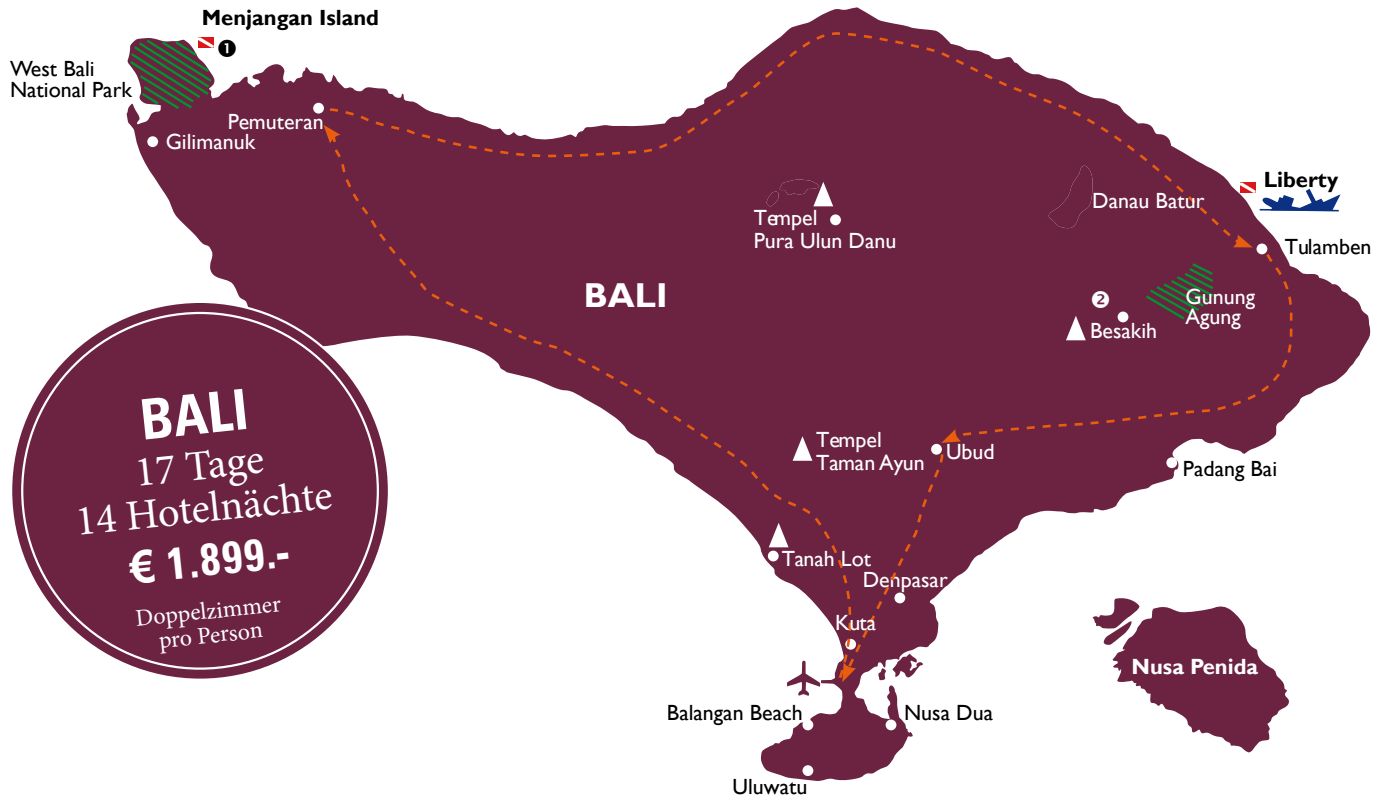 Menjangan Island
❶
West Bali
National Park
Pemuteran
Gilimanuk
Liberty
Danau Batur
Tempel
Pura Ulun Danu
Tulamben
BALI
❷
Gunung
Agung
Besakih
BALI
17 Tage
14 Hotelnächte
€ 1.899.-
Doppelzimmer
pro Person
Tempel
Taman Ayun
Ubud
Padang Bai
Tanah Lot
Denpasar
Kuta
Nusa Penida
Balangan Beach
Nusa Dua
Uluwatu